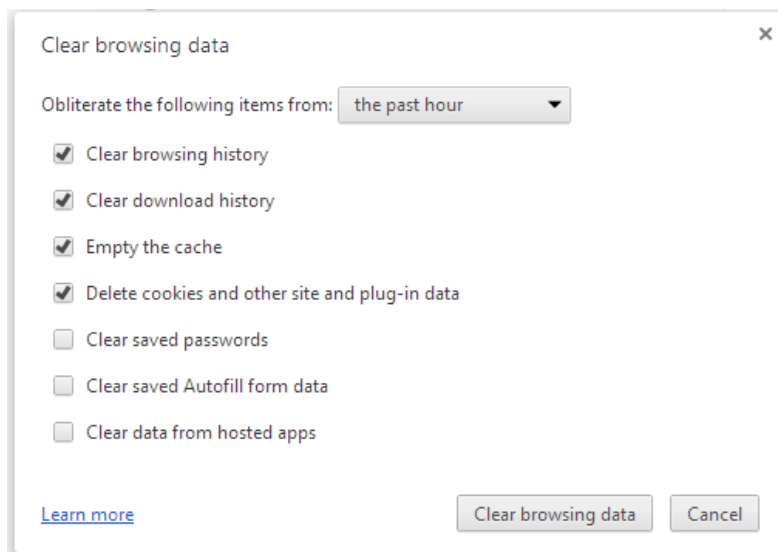 Clear browsing data
Obliterate the following items from: the past hour
Clear browsing history
Clear download history
Empty the cache
Delete cookies and other site and plug-in data
Clear saved passwords
Clear saved Autofill form data
Clear data from hosted apps
Learn more Clear browsing data Cancel